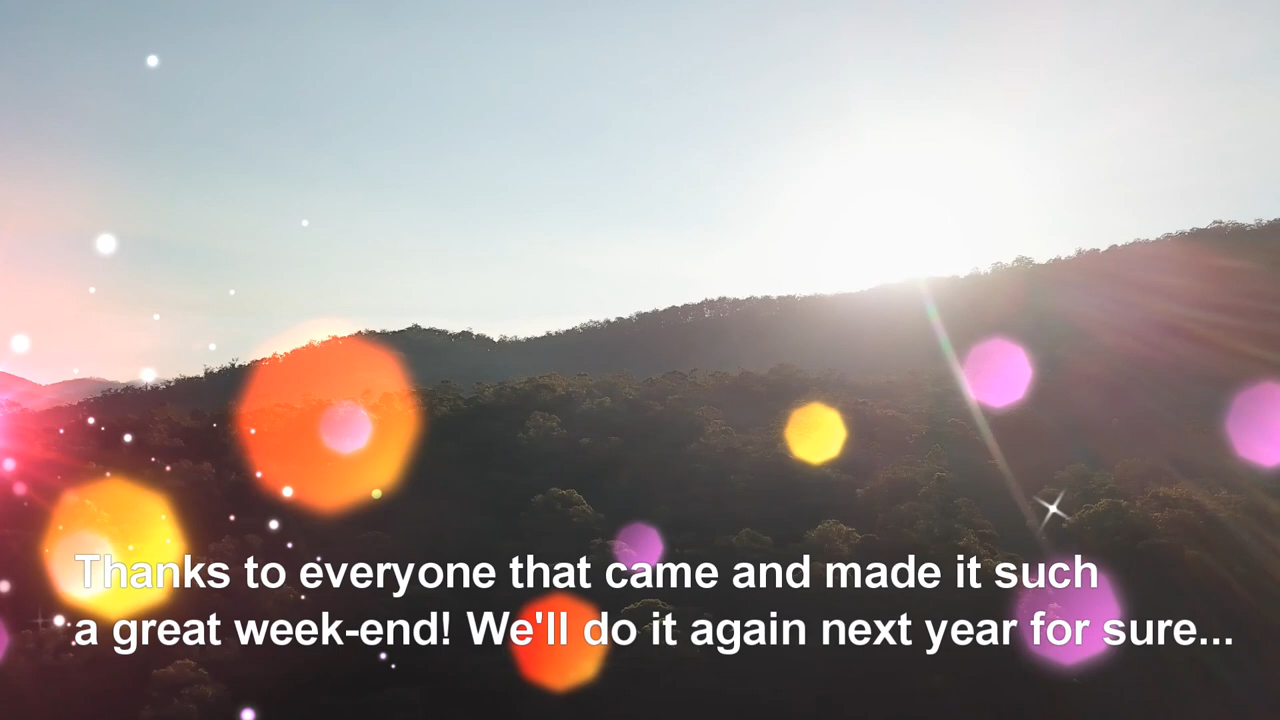 Thanks to everyone that came and made it such
a great week-end! We'll do it again next year for sure...